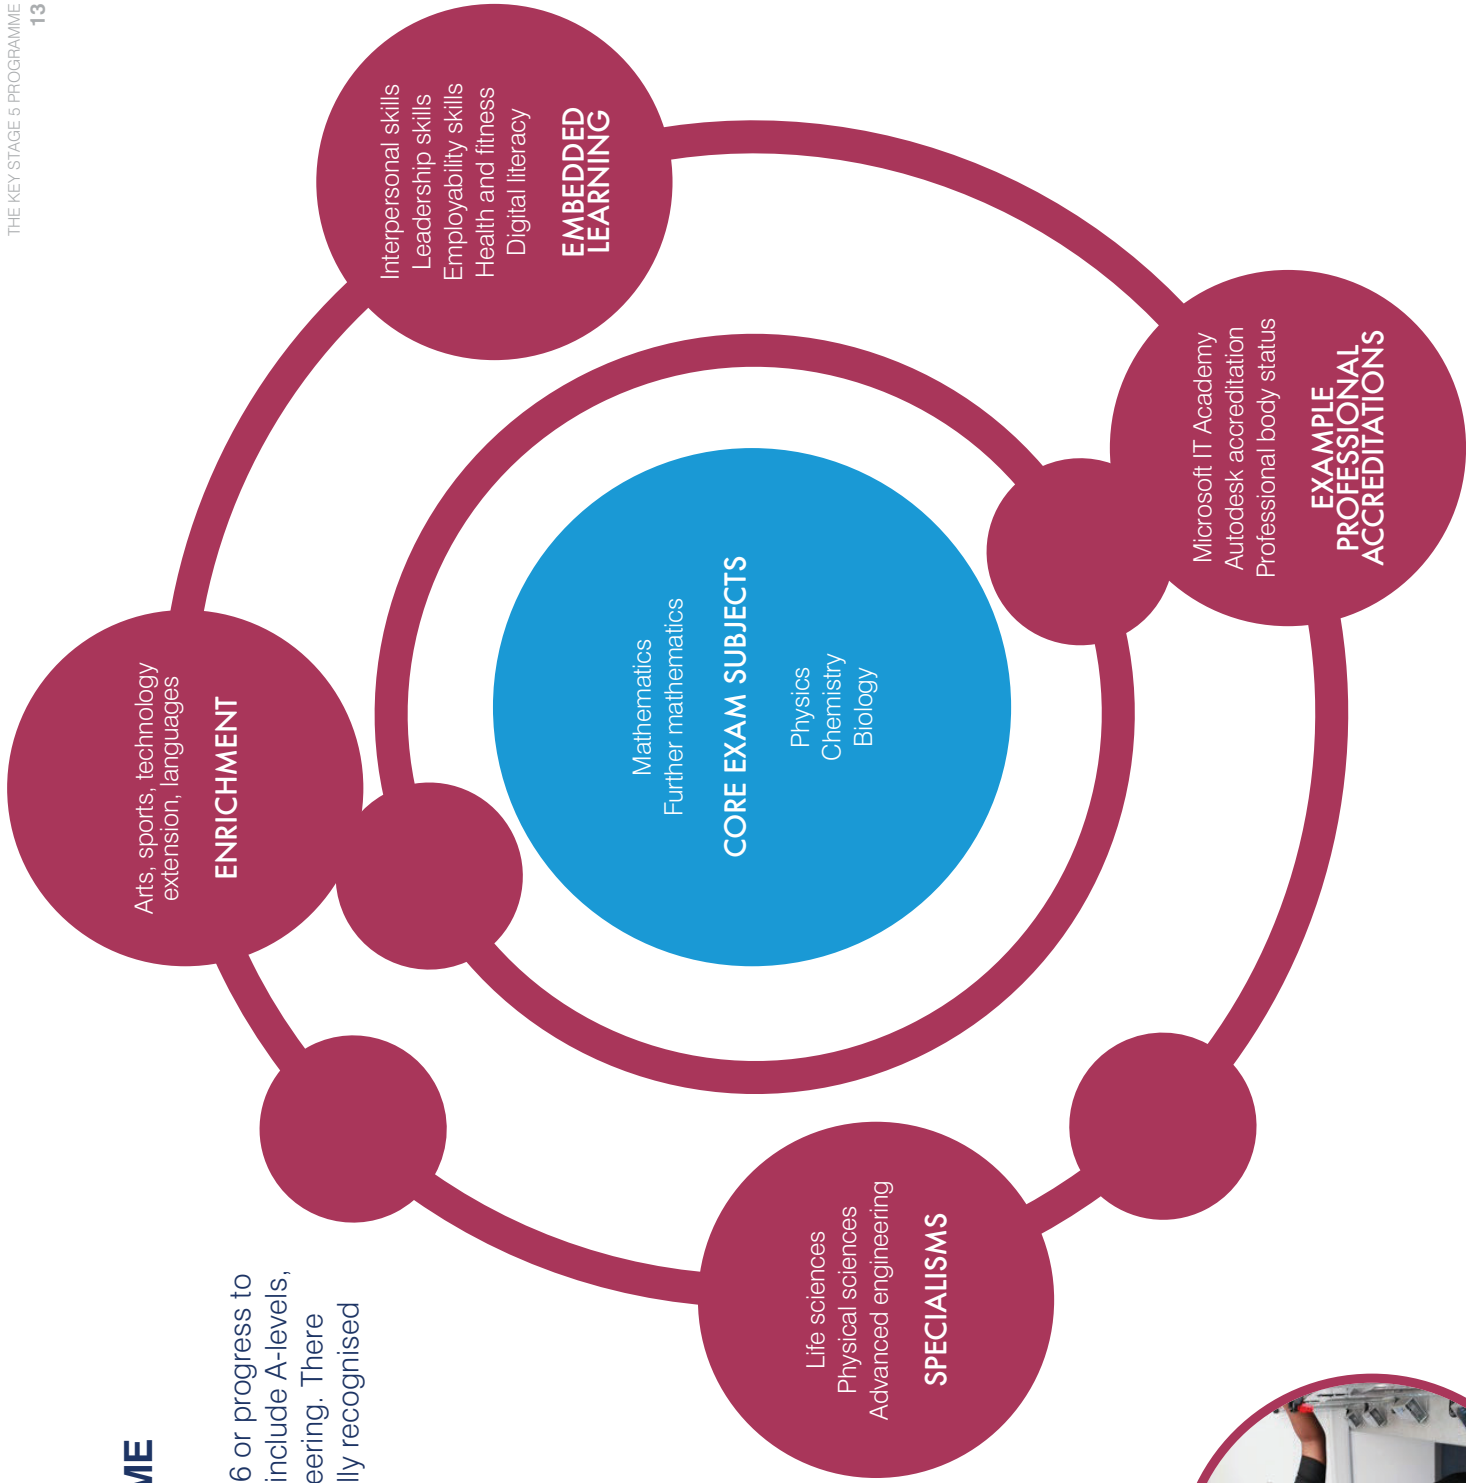 THE KEY STAGE 5 PROGRAMME
13
ME
6 or progress to
include A-levels,
eering. There
lly recognised
Arts, sports, technology
extension, languages
ENRICHMENT
Interpersonal skills
Leadership skills
Employability skills
Health and fitness
Digital literacy
EMBEDDED
LEARNING
Mathematics
Further mathematics
CORE EXAM SUBJECTS
Physics
Chemistry
Biology
Life sciences
Physical sciences
Advanced engineering
SPECIALISMS
Microsoft IT Academy
Autodesk accreditation
Professional body status
EXAMPLE
PROFESSIONAL
ACCREDITATIONS